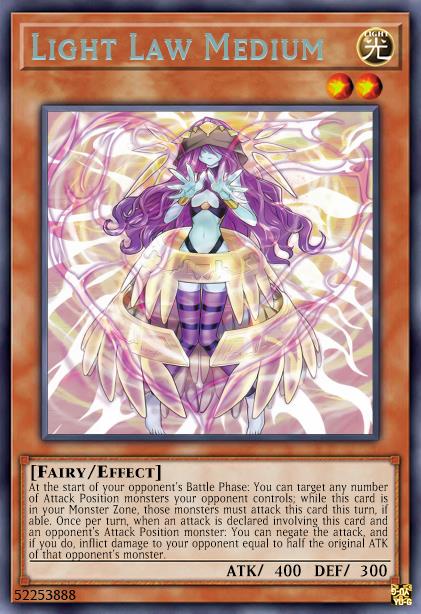 Light Law Medium
LIGHT
光
[Fairy/Effect]
At the start of your opponent's Battle Phase: You can target any number
of Attack Position monsters your opponent controls; while this card is
in your Monster Zone, those monsters must attack this card this turn, if
able. Once per turn, when an attack is declared involving this card and
an opponent's Attack Position monster: You can negate the attack, and
if you do, inflict damage to your opponent equal to half the original ATK
of that opponent's monster.
ATK/ 400 DEF/ 300
52253888